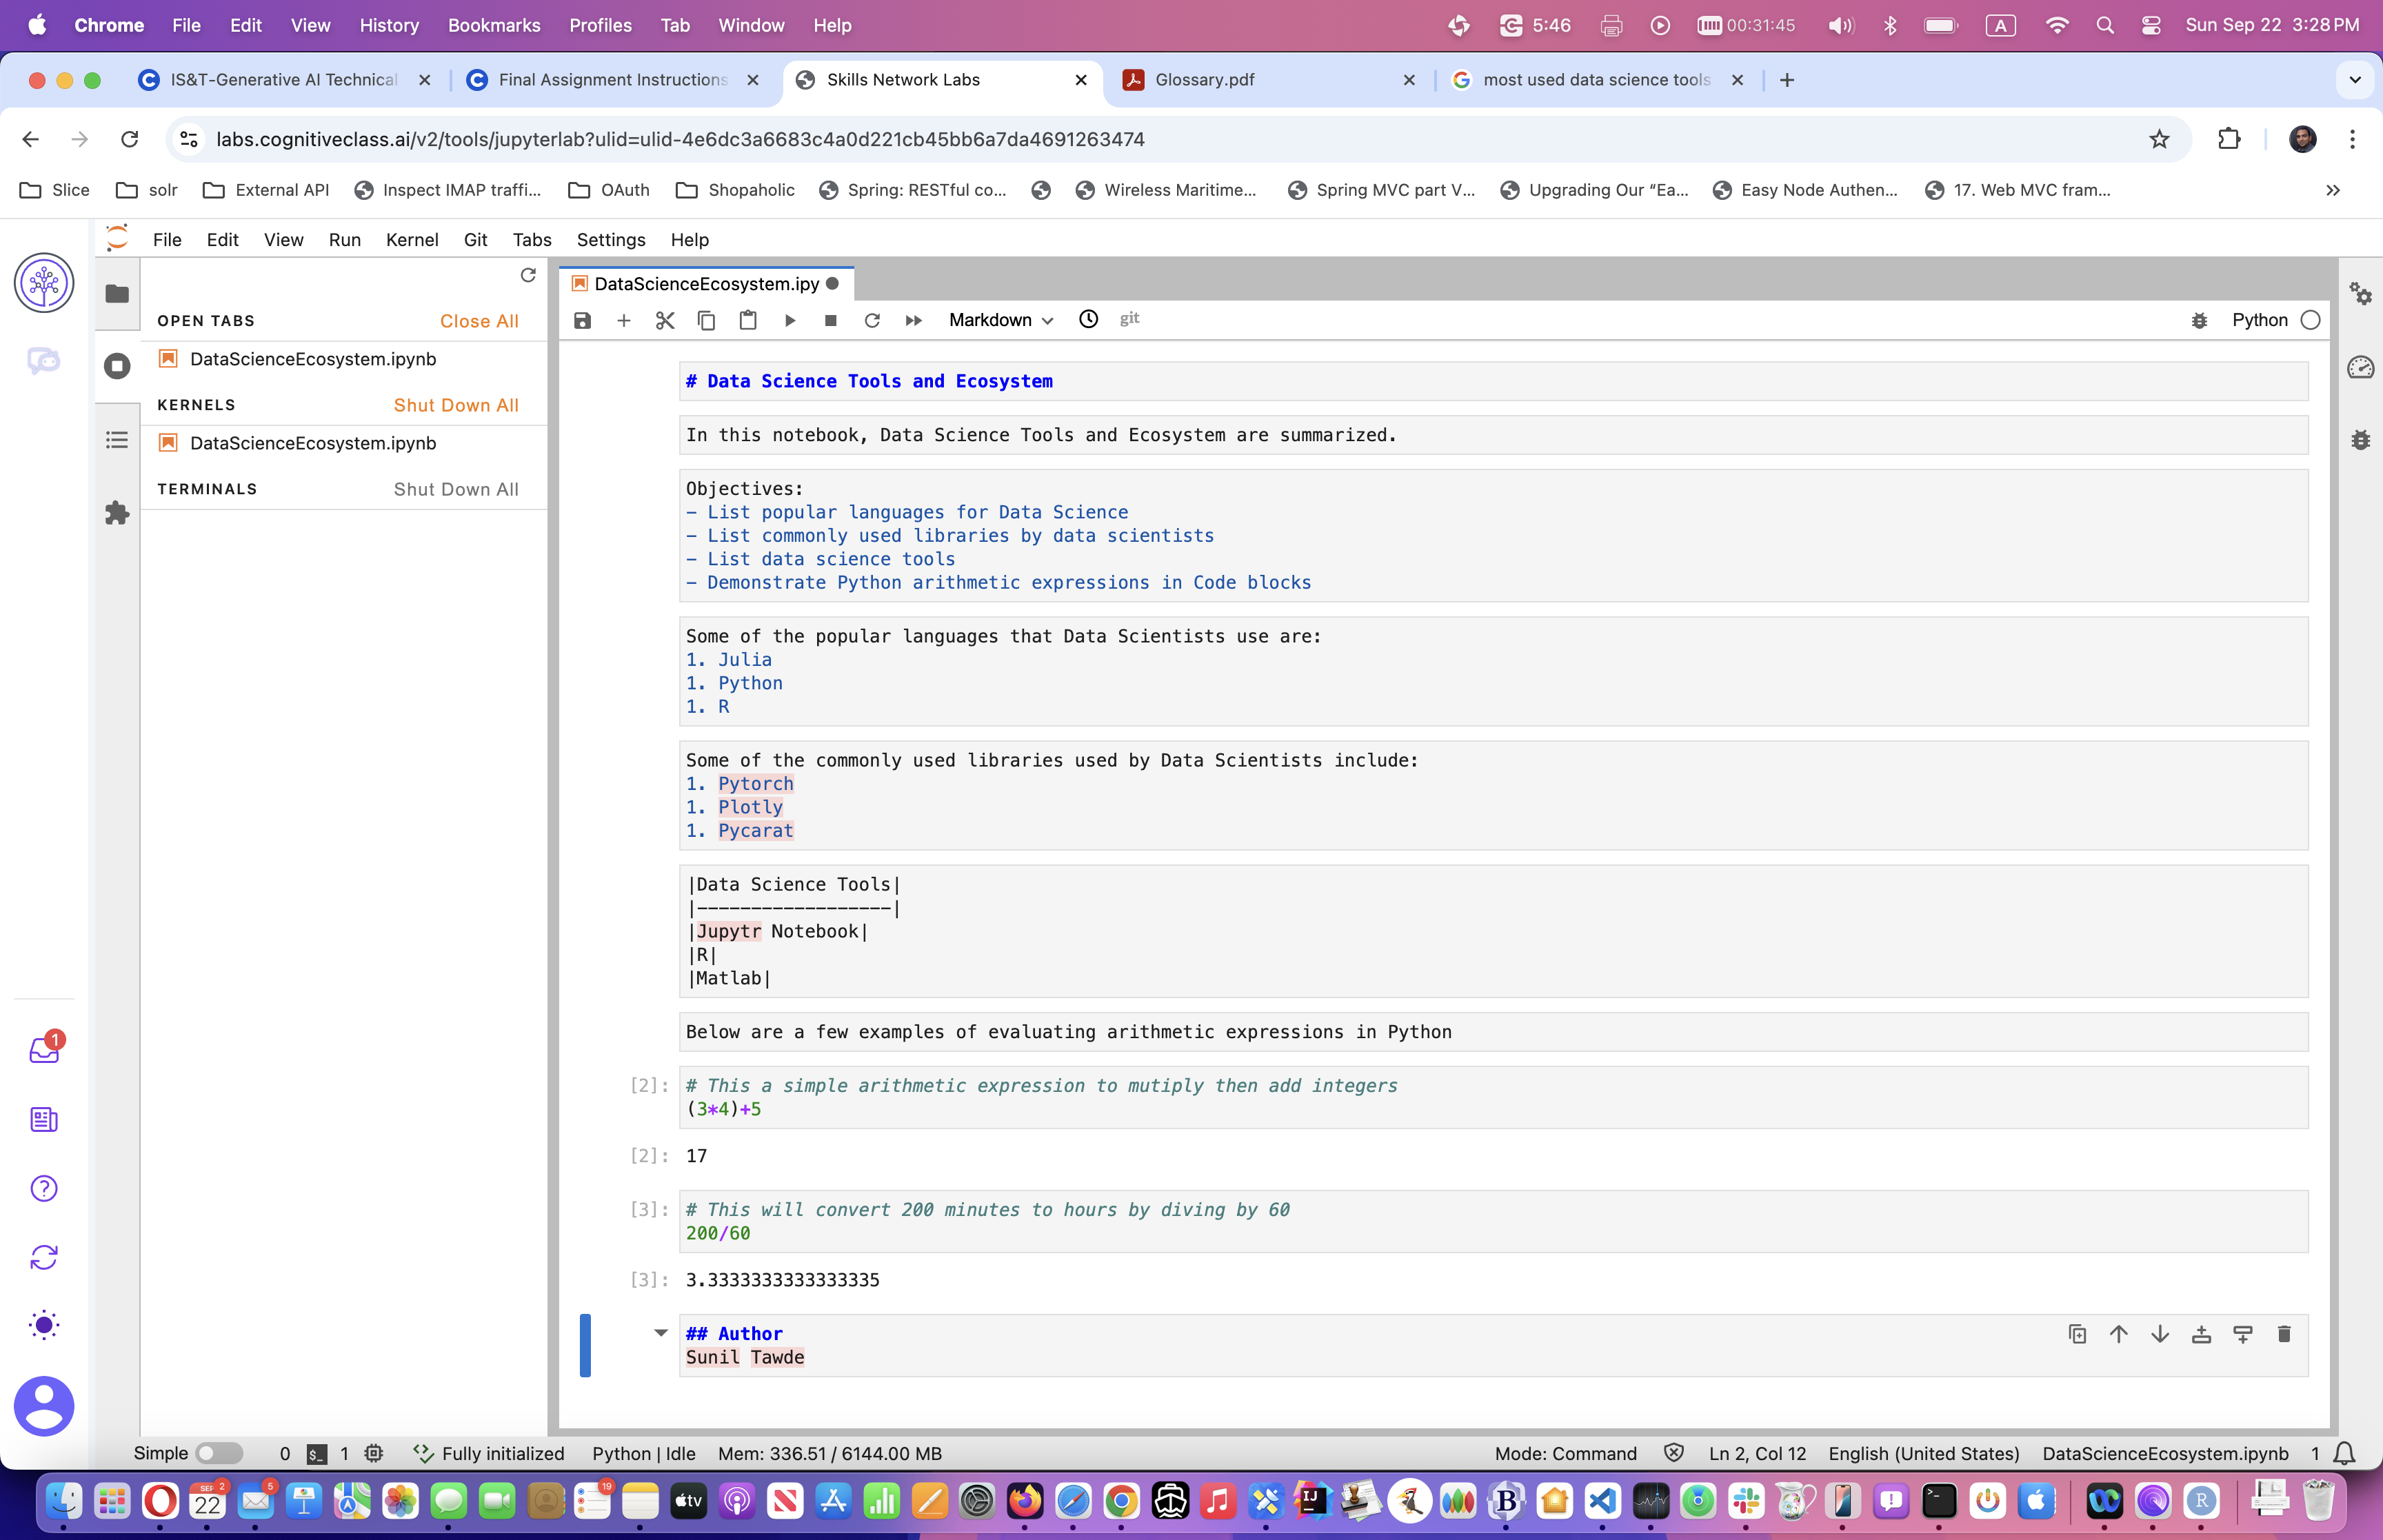 Chrome File Edit View History Bookmarks Profiles Tab Window Help 5:46 00:31:45 A Sun Sep 22 3:28 PM
IS&T-Generative AI Technical Final Assignment Instructions Skills Network Labs Glossary.pdf most used data science tools
labs.cognitiveclass.ai/v2/tools/jupyterlab?ulid=ulid-4e6dc3a6683c4a0d221cb45bb6a7da4691263474
Slice solr External API Inspect IMAP traffi... OAuth Shopaholic Spring: RESTful co... Wireless Maritime... Spring MVC part V... Upgrading Our “Ea... Easy Node Authen... 17. Web MVC fram...
File Edit View Run Kernel Git Tabs Settings Help
OPEN TABS Close All
DataScienceEcosystem.ipynb
KERNELS Shut Down All
DataScienceEcosystem.ipynb
TERMINALS Shut Down All
DataScienceEcosystem.ipy
Markdown git Python
# Data Science Tools and Ecosystem
In this notebook, Data Science Tools and Ecosystem are summarized.
Objectives:
- List popular languages for Data Science
- List commonly used libraries by data scientists
- List data science tools
- Demonstrate Python arithmetic expressions in Code blocks
Some of the popular languages that Data Scientists use are:
1. Julia
1. Python
1. R
Some of the commonly used libraries used by Data Scientists include:
1. Pytorch
1. Plotly
1. Pycarat
|Data Science Tools|
|------------------|
|Jupytr Notebook|
|R|
|Matlab|
Below are a few examples of evaluating arithmetic expressions in Python
[2]: # This a simple arithmetic expression to mutiply then add integers
(3*4)+5
[2]: 17
[3]: # This will convert 200 minutes to hours by diving by 60
200/60
[3]: 3.3333333333333335
## Author
Sunil Tawde
1
Simple 0 $_ 1 Fully initialized Python | Idle Mem: 336.51 / 6144.00 MB Mode: Command Ln 2, Col 12 English (United States) DataScienceEcosystem.ipynb 1
SEP 22 2 5 19 tv IJ B R